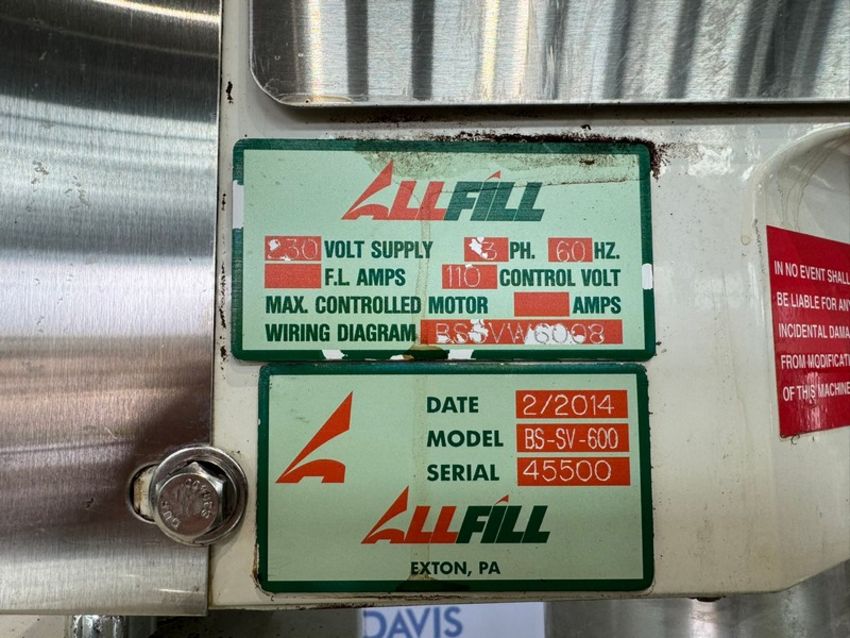 ALLFILL
230 VOLT SUPPLY 3 PH. 60 HZ.
F.L. AMPS 110 CONTROL VOLT
MAX. CONTROLLED MOTOR AMPS
WIRING DIAGRAM
DATE 2/2014
MODEL BS-SV-600
SERIAL 45500
ALLFILL
EXTON, PA
IN NO EVENT SHALL
BE LIABLE FOR ANY
INCIDENTAL DAMA
FROM MODIFICATI
OF THIS MACHINE
DAVIS